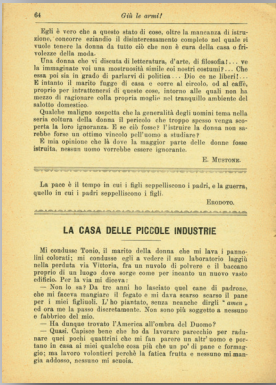 64 Giù le armi!
Egli è vero che a questo stato di cose, oltre la mancanza di istru-
zione, concorre eziandio il disinteressamento completo nel quale si
vuole tenere la donna da tutto ciò che non è cura della casa o fri-
volezze della moda.
Una donna che vi discuta di letteratura, d'arte, di filosofia!... ve
la immaginate voi una mostruosità simile coi nostri costumi?... Che
essa poi sia in grado di parlarvi di politica... Dio ce ne liberi!...
E intanto il marito fugge di casa e corre al circolo, od al caffè,
proprio per intrattenersi di queste cose, intorno alle quali non ha
mezzo di ragionare colla propria moglie nel tranquillo ambiente del
salotto domestico.
Qualche maligno sospetta che la generalità degli uomini tema nella
seria coltura della donna il pericolo che troppo spesso venga sco-
perta la loro ignoranza. E se ciò fosse? l'istruire la donna non sa-
rebbe forse un ottimo vincolo pell'uomo a studiare?
E mia opinione che là dove la maggior parte delle donne fosse
istruita, nessun uomo vorrebbe essere ignorante.
E.
La pace è il tempo in cui i figli seppelliscono i padri, e la guerra,
quello in cui i padri seppelliscono i figli.
Erodoto.
LA CASA DELLE PICCOLE INDUSTRIE
Mi condusse Tonio, il marito della donna che mi lava i panno-
lini colorati; mi condusse egli a vedere il suo laboratorio laggiù
nella perduta via Vittoria, fra un nuvolo di polvere e il baccano
proprio di un luogo dove sorge come per incanto un nuovo vasto
edificio. Per la via mi diceva:
— Non lo sa? Da tre anni ho lasciato quel cane di padrone,
che mi faceva mangiare il fegato e mi dava scarso scarso il pane
per i miei figliuoli. L'ho piantato, senza neanche dirgli
ed ora me la passo discretamente. Non sono più soggetto a nessuno
e fabbrico del mio.
— Ha dunque trovato l'America all'ombra del Duomo?
— Quasi. Capisce bene che ho da lavorare parecchio per radu-
nare quei pochi quattrini che mi fan parere un altr'uomo e por-
tano in casa ai miei qualche cosa più che un po' di pane e formag-
gio; ma lavoro volontieri perchè la fatica frutta e nessuno mi man-
gia addosso, nessuno mi scusia.